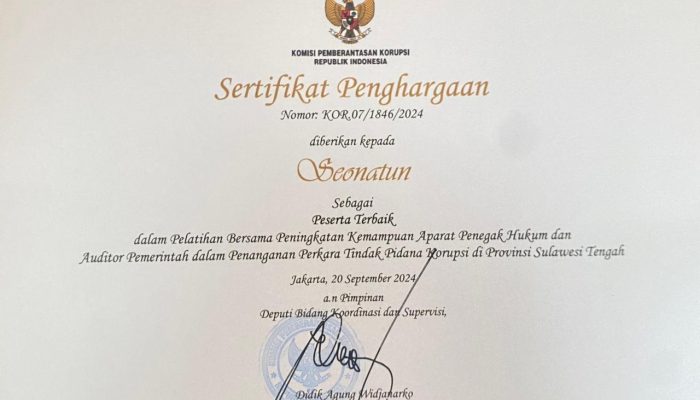 KOMISI PEMBERANTASAN KORUPSI
REPUBLIK INDONESIA
Sertifikat Penghargaan
Nomor: KOR.07/1846/2024
diberikan kepada
Seonatun
Sebagai
Peserta Terbaik
dalam Pelatihan Bersama Peningkatan Kemampuan Aparat Penegak Hukum dan
Auditor Pemerintah dalam Penanganan Perkara Tindak Pidana Korupsi di Provinsi Sulawesi Tengah
Jakarta, 20 September 2024
a.n Pimpinan
Deputi Bidang Koordinasi dan Supervisi,
Didik Agung Widjanarko